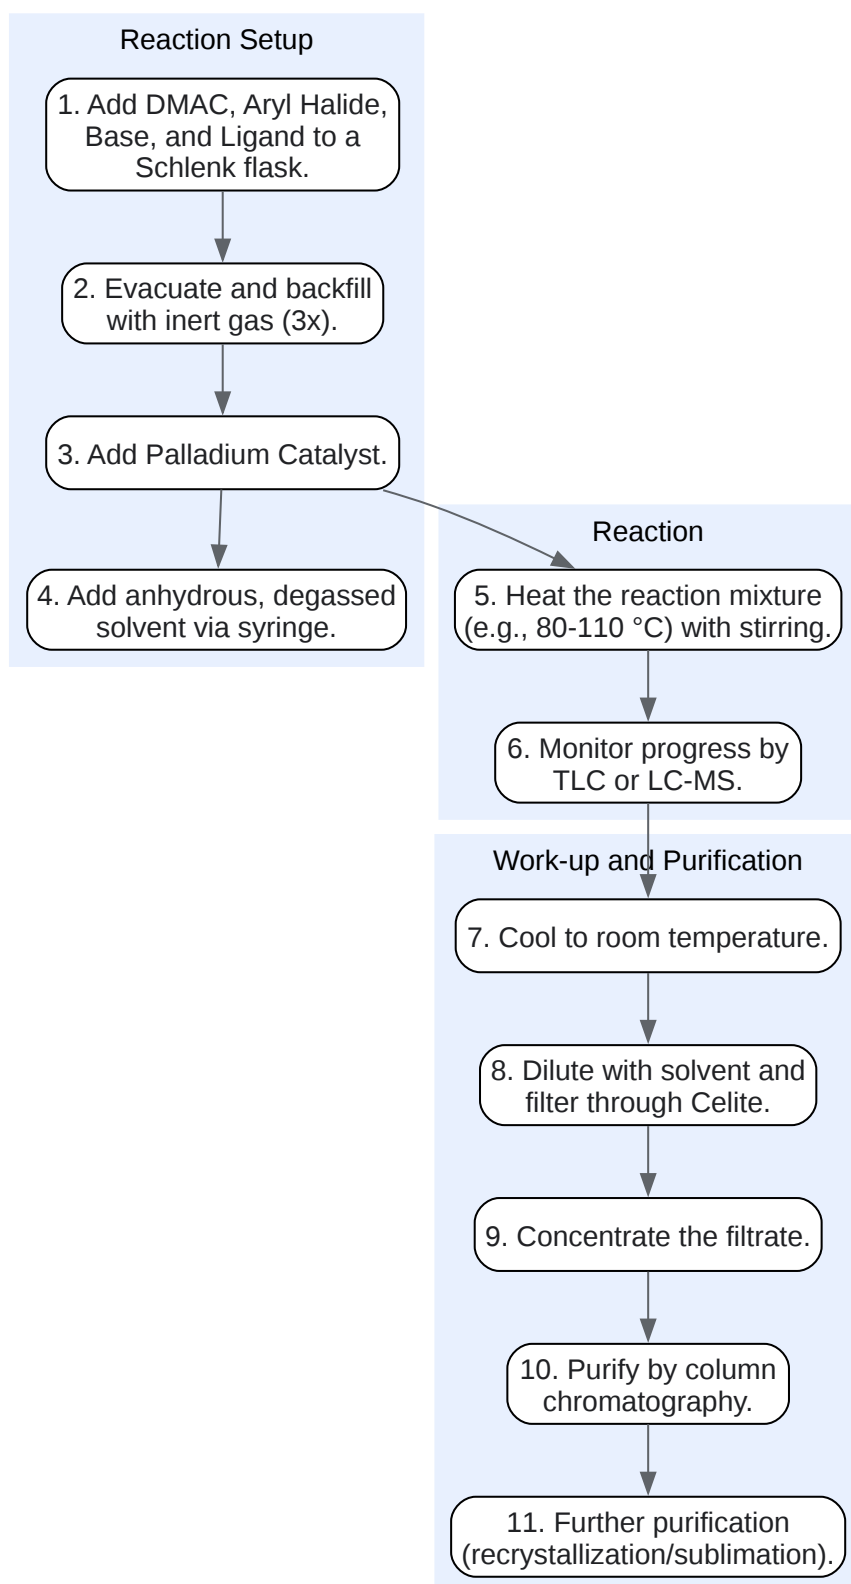 Reaction Setup
1. Add DMAC, Aryl Halide,
Base, and Ligand to a
Schlenk flask.
2. Evacuate and backfill
with inert gas (3x).
3. Add Palladium Catalyst.
4. Add anhydrous, degassed
solvent via syringe.
Reaction
5. Heat the reaction mixture
(e.g., 80-110 °C) with stirring.
6. Monitor progress by
TLC or LC-MS.
Work-up and Purification
7. Cool to room temperature.
8. Dilute with solvent and
filter through Celite.
9. Concentrate the filtrate.
10. Purify by column
chromatography.
11. Further purification
(recrystallization/sublimation).